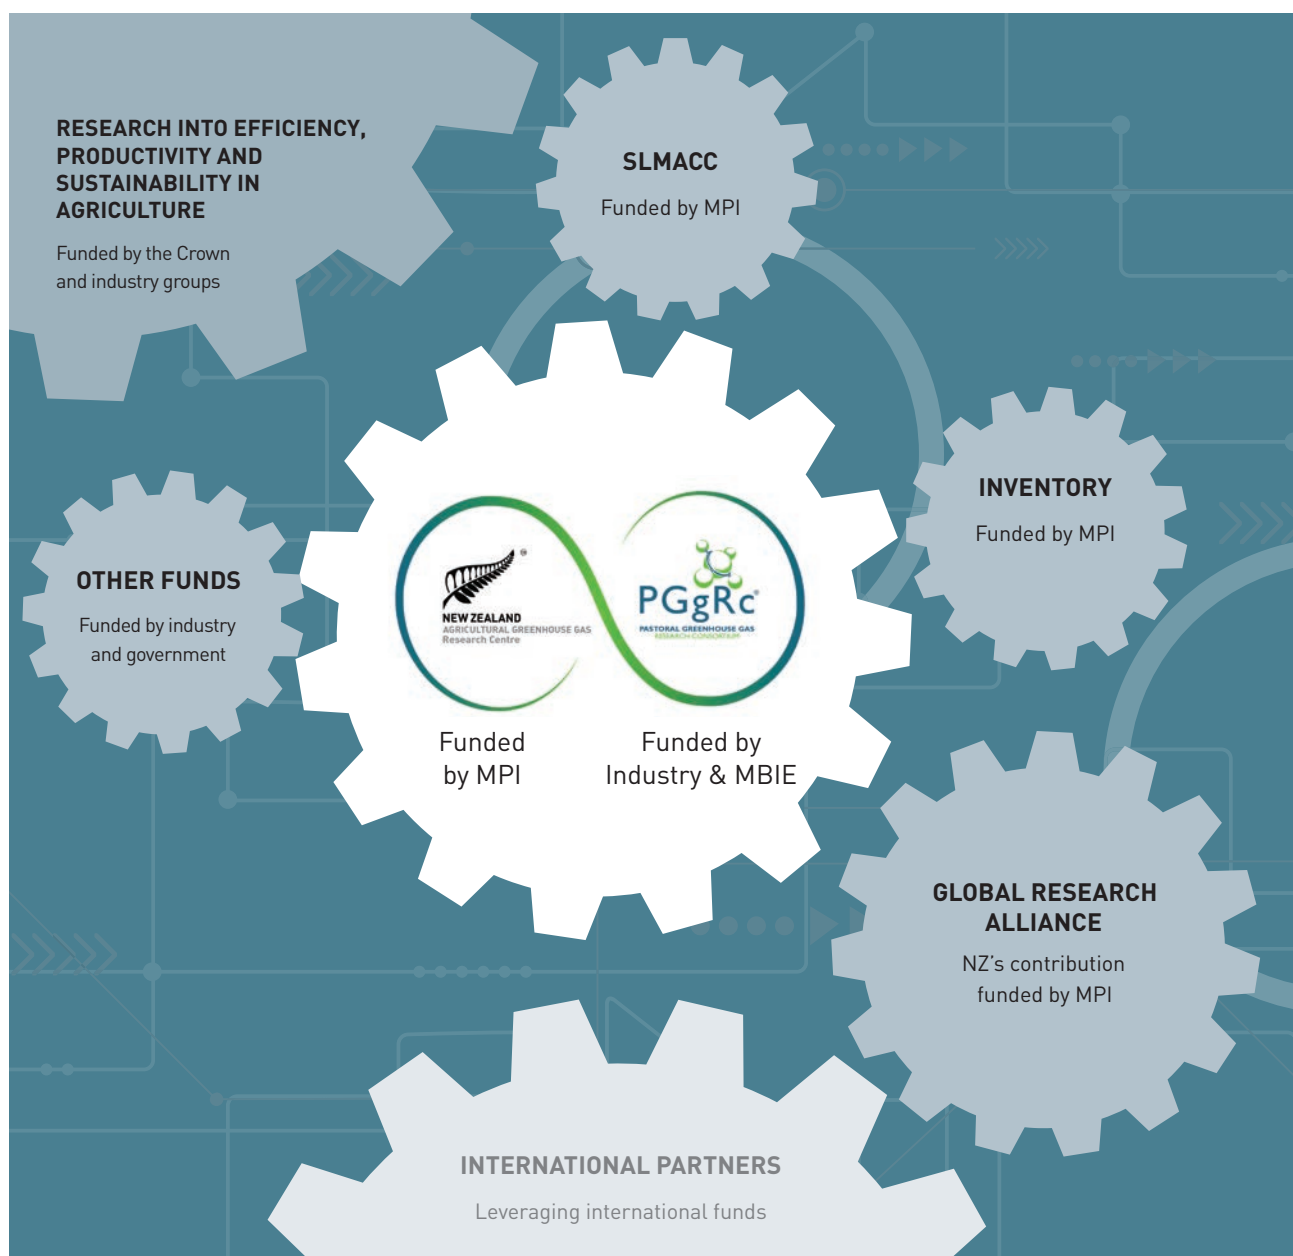 RESEARCH INTO EFFICIENCY,
PRODUCTIVITY AND
SUSTAINABILITY IN
AGRICULTURE
Funded by the Crown
and industry groups
SLMACC
Funded by MPI
INVENTORY
Funded by MPI
OTHER FUNDS
Funded by industry
and government
NEW ZEALAND
AGRICULTURAL GREENHOUSE GAS
Research Centre
PGgRc
PASTORAL GREENHOUSE GAS
RESEARCH CONSORTIUM
Funded
by MPI
Funded by
Industry & MBIE
GLOBAL RESEARCH
ALLIANCE
NZ’s contribution
funded by MPI
INTERNATIONAL PARTNERS
Leveraging international funds